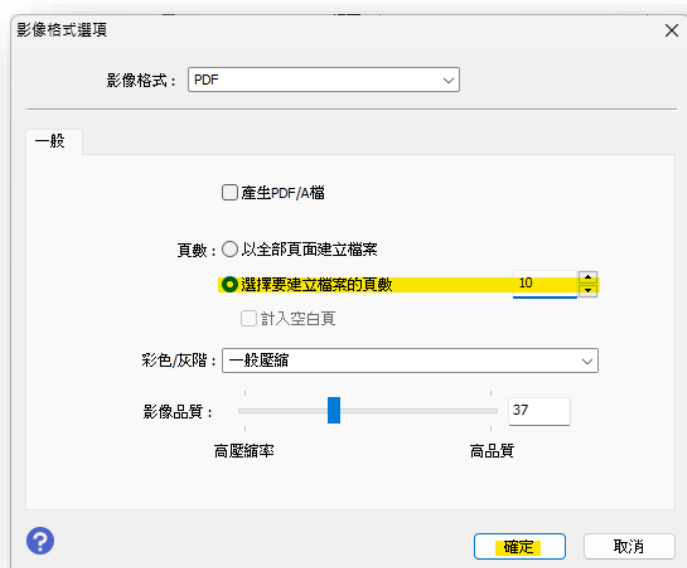 影像格式選項
影像格式： PDF
一般
產生PDF/A檔
頁數： 以全部頁面建立檔案
選擇要建立檔案的頁數 10
計入空白頁
彩色/灰階： 一般壓縮
影像品質： 37
高壓縮率 高品質
? 確定 取消